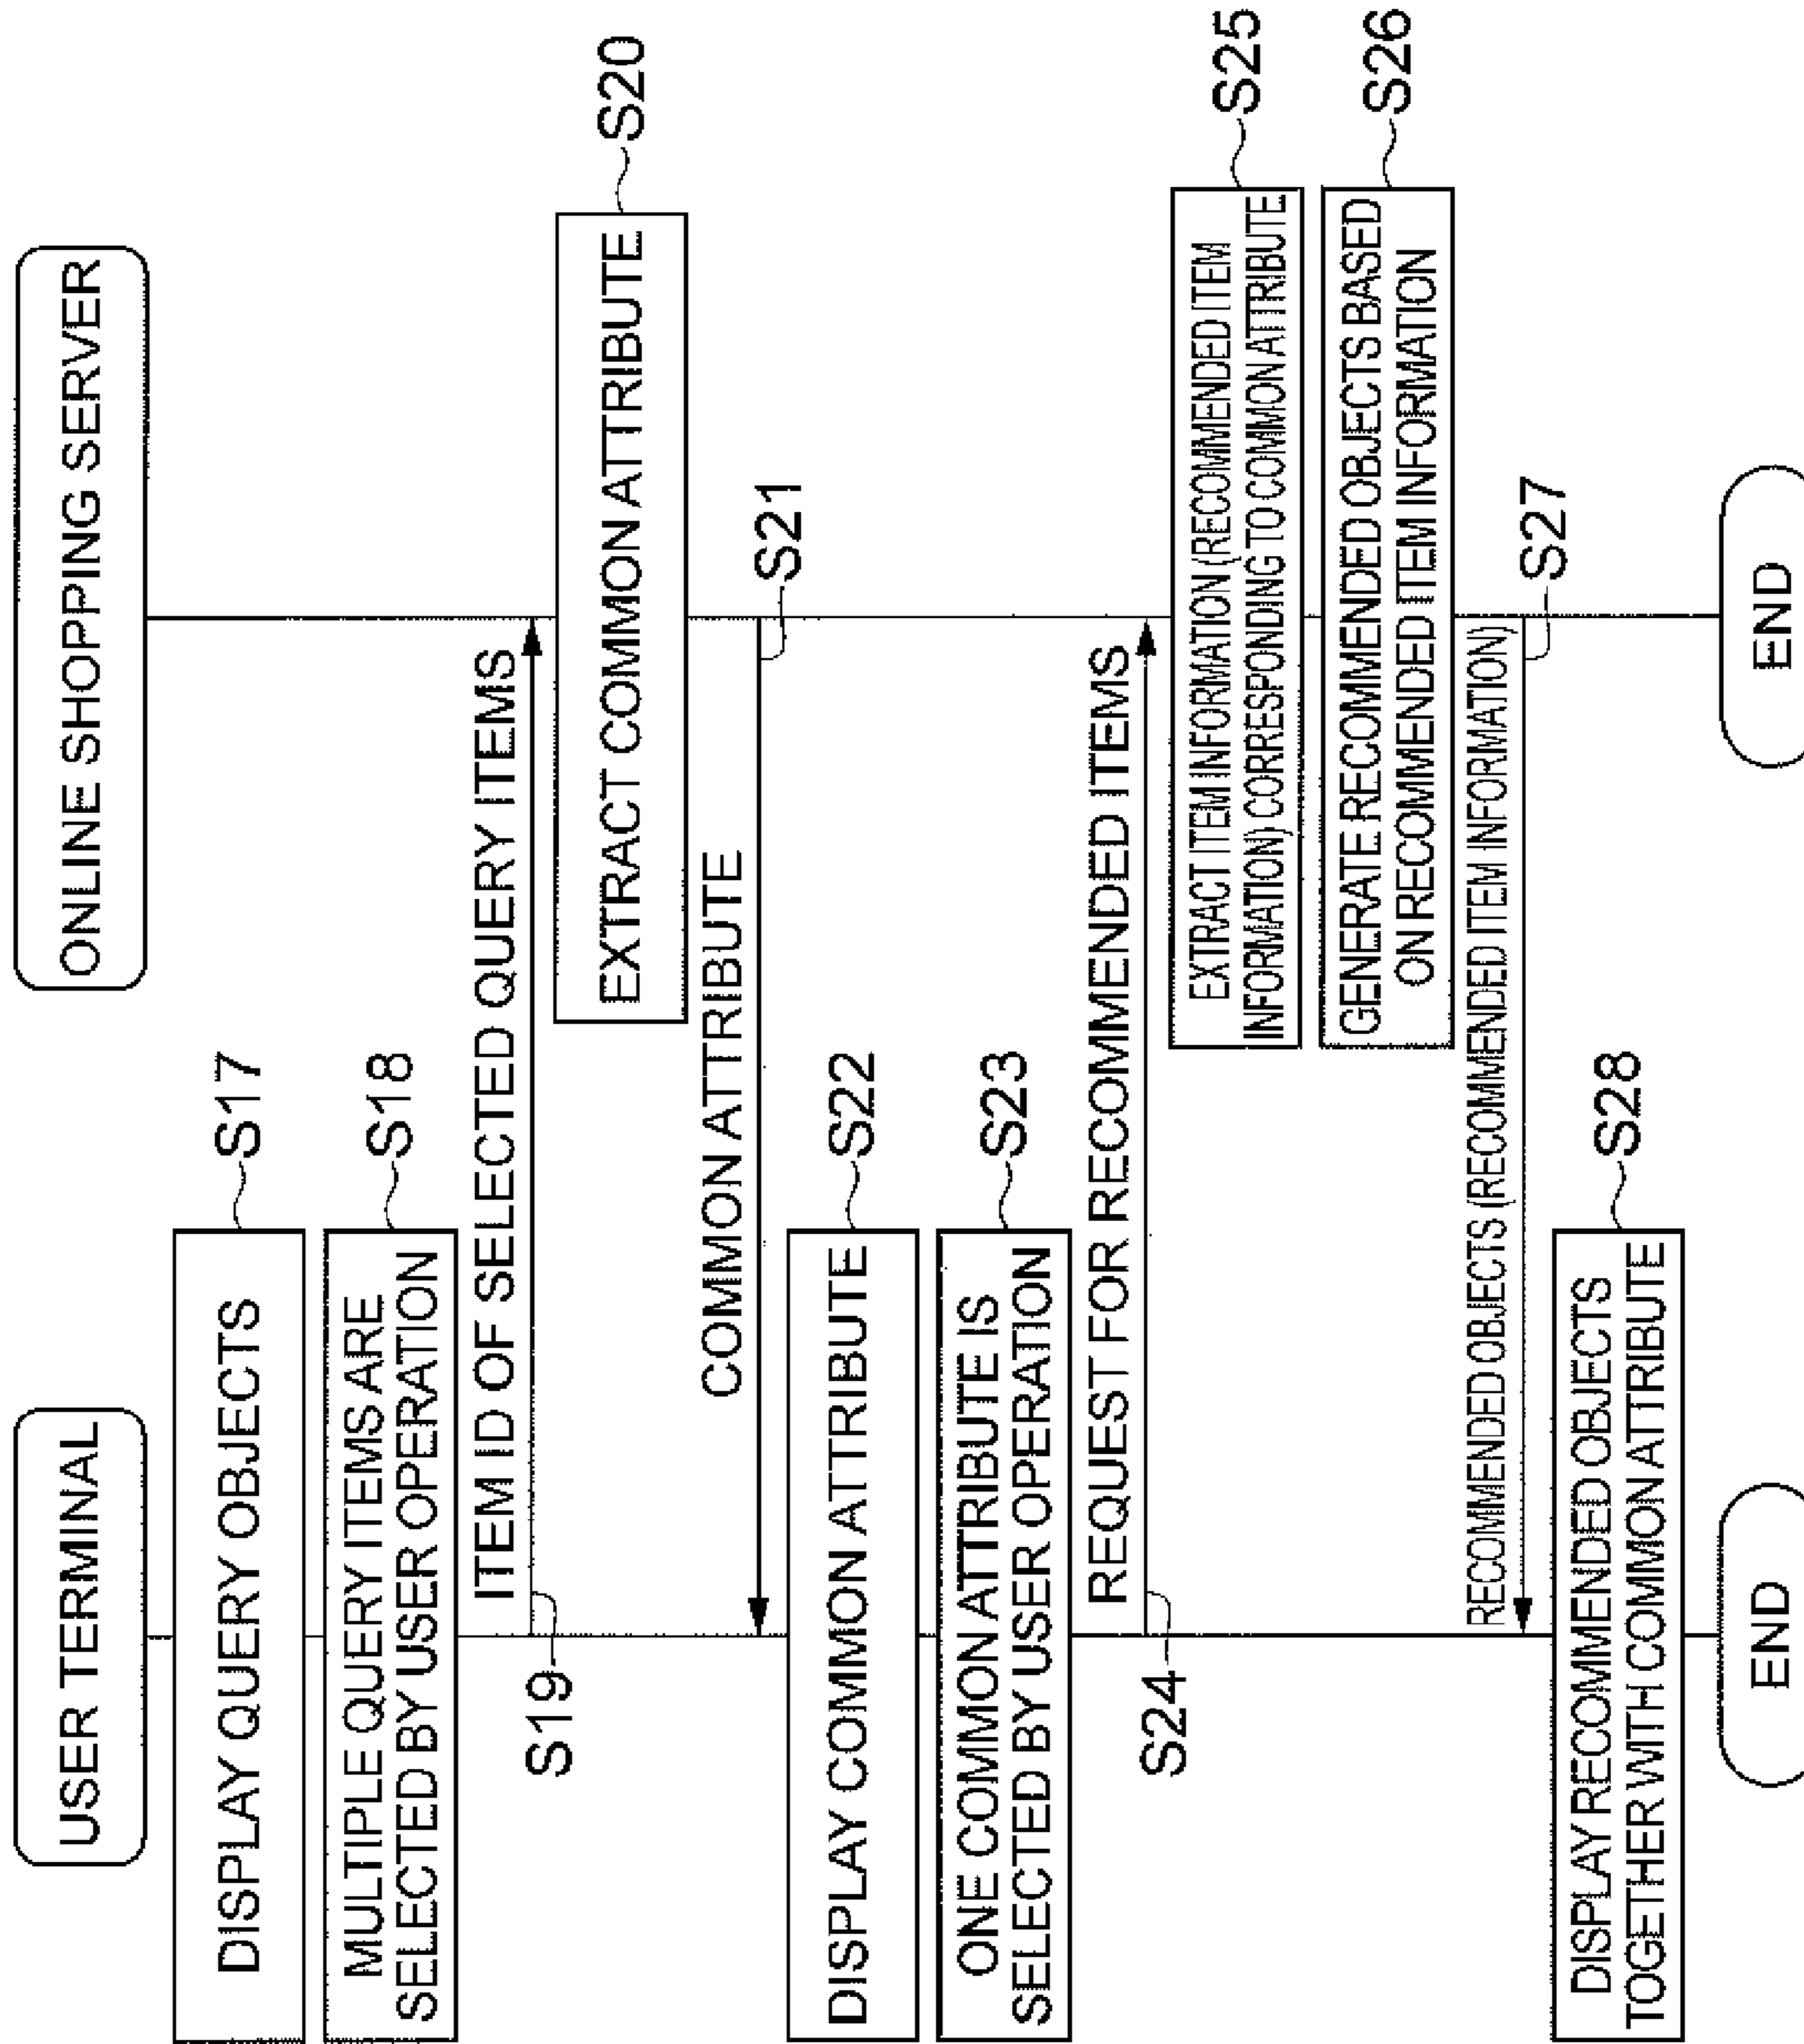 USER TERMINAL
ONLINE SHOPPING SERVER
DISPLAY QUERY OBJECTS
S17
MULTIPLE QUERY ITEMS ARE
SELECTED BY USER OPERATION
S18
ITEM ID OF SELECTED QUERY ITEMS
S19
EXTRACT COMMON ATTRIBUTE
S20
COMMON ATTRIBUTE
S21
DISPLAY COMMON ATTRIBUTE
S22
ONE COMMON ATTRIBUTE IS
SELECTED BY USER OPERATION
S23
REQUEST FOR RECOMMENDED ITEMS
S24
EXTRACT ITEM INFORMATION (RECOMMENDED ITEM
INFORMATION) CORRESPONDING TO COMMON ATTRIBUTE
S25
GENERATE RECOMMENDED OBJECTS BASED
ON RECOMMENDED ITEM INFORMATION
S26
RECOMMENDED OBJECTS (RECOMMENDED ITEM INFORMATION)
S27
DISPLAY RECOMMENDED OBJECTS
TOGETHER WITH COMMON ATTRIBUTE
S28
END
END